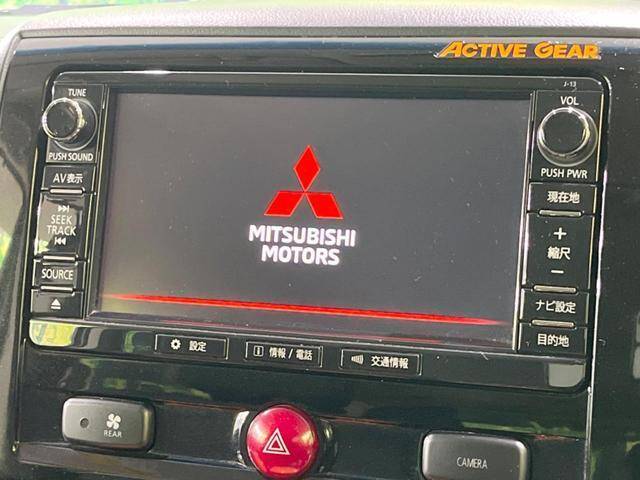 ACTIVE GEAR
J-13
TUNE
PUSH SOUND
AV表示
SEEK
TRACK
SOURCE
VOL
PUSH PWR
現在地
+
縮尺
−
ナビ設定
目的地
MITSUBISHI
MOTORS
設定
情報 / 電話
交通情報
REAR
CAMERA